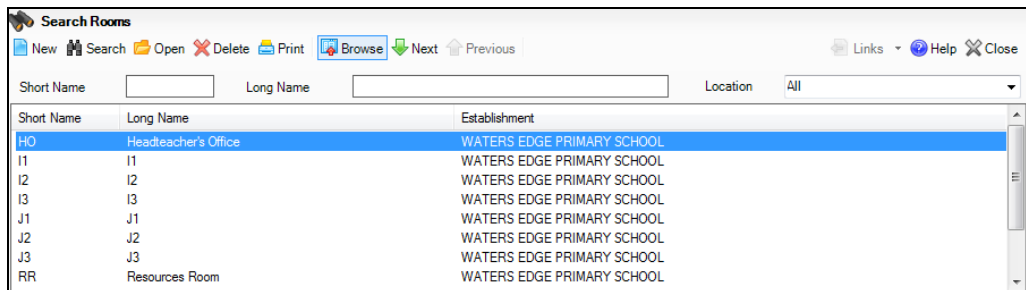 Search Rooms
New Search Open Delete Print Browse Next Previous Links Help Close
Short Name Long Name Location All
Short Name Long Name Establishment
HO Headteacher's Office WATERS EDGE PRIMARY SCHOOL
I1 I1 WATERS EDGE PRIMARY SCHOOL
I2 I2 WATERS EDGE PRIMARY SCHOOL
I3 I3 WATERS EDGE PRIMARY SCHOOL
J1 J1 WATERS EDGE PRIMARY SCHOOL
J2 J2 WATERS EDGE PRIMARY SCHOOL
J3 J3 WATERS EDGE PRIMARY SCHOOL
RR Resources Room WATERS EDGE PRIMARY SCHOOL